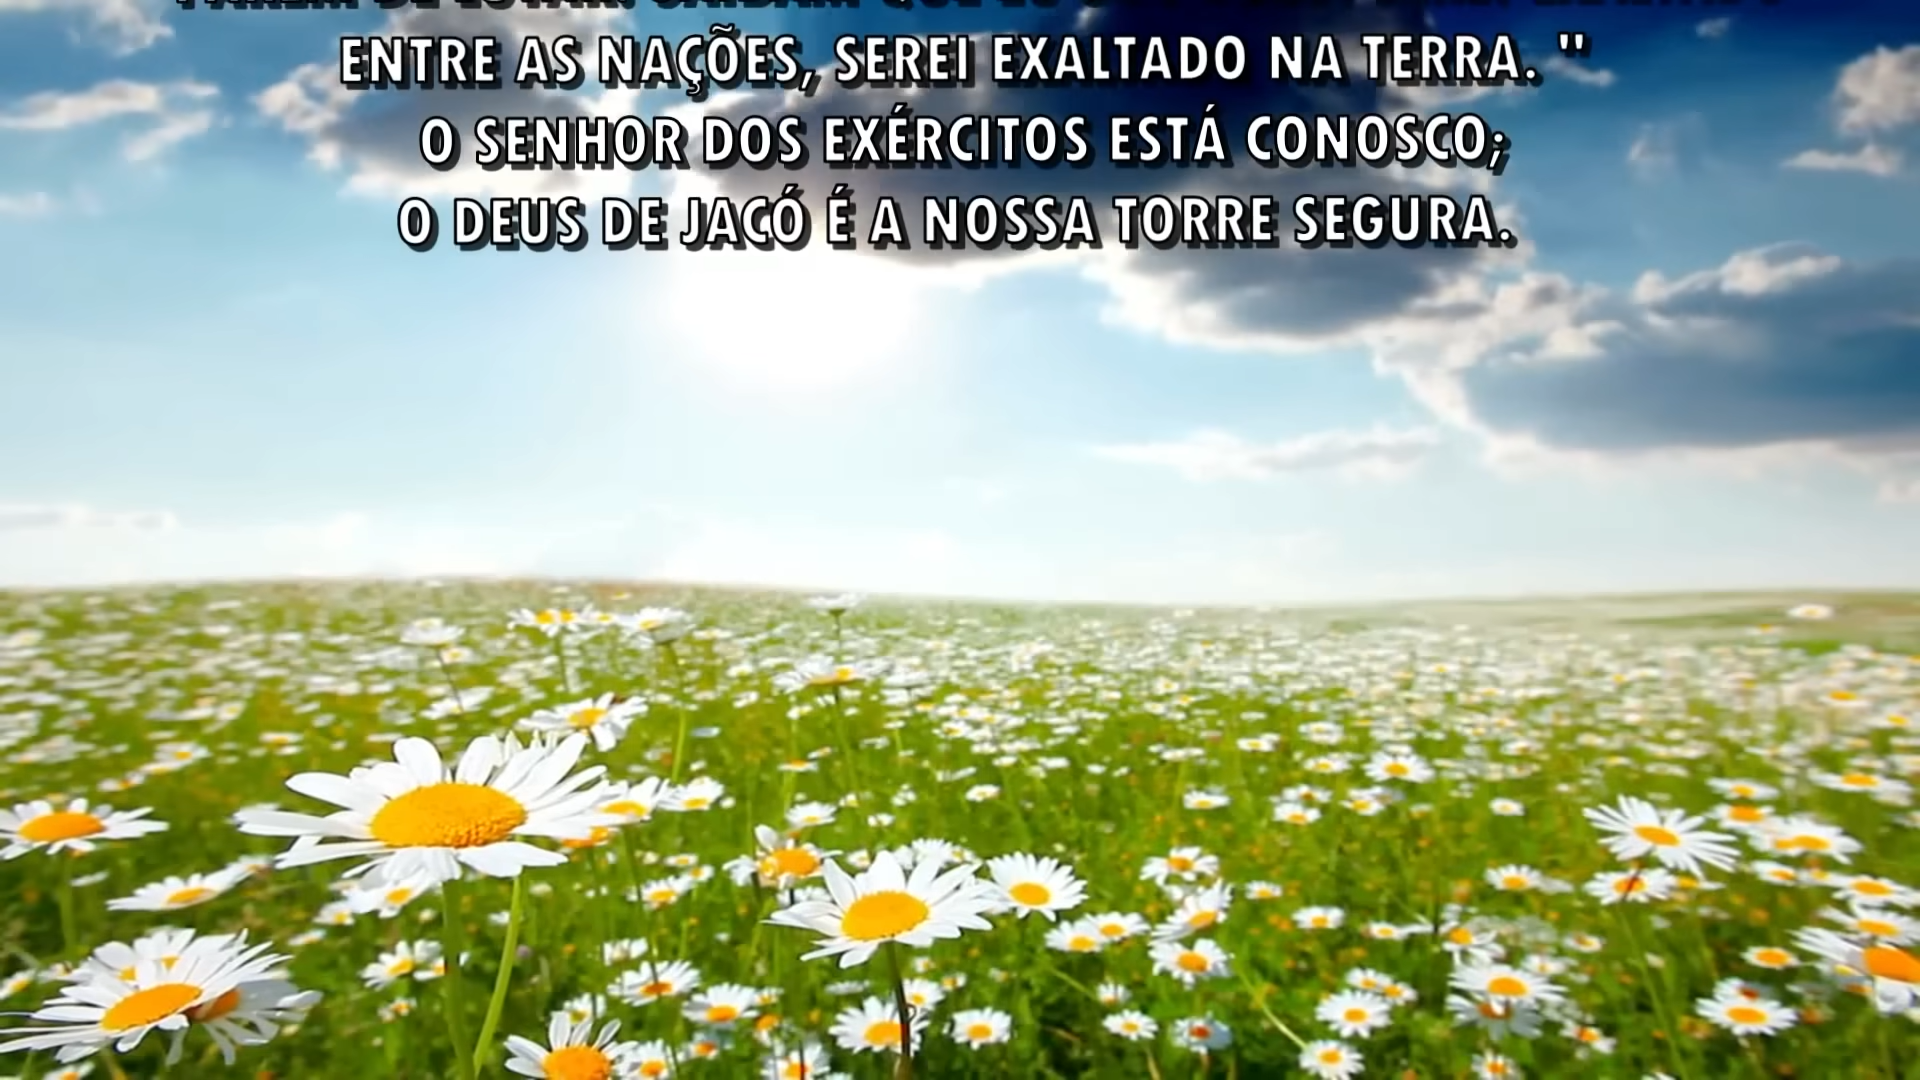 ENTRE AS NAÇÕES, SEREI EXALTADO NA TERRA. "
O SENHOR DOS EXÉRCITOS ESTÁ CONOSCO;
O DEUS DE JACÓ É A NOSSA TORRE SEGURA.